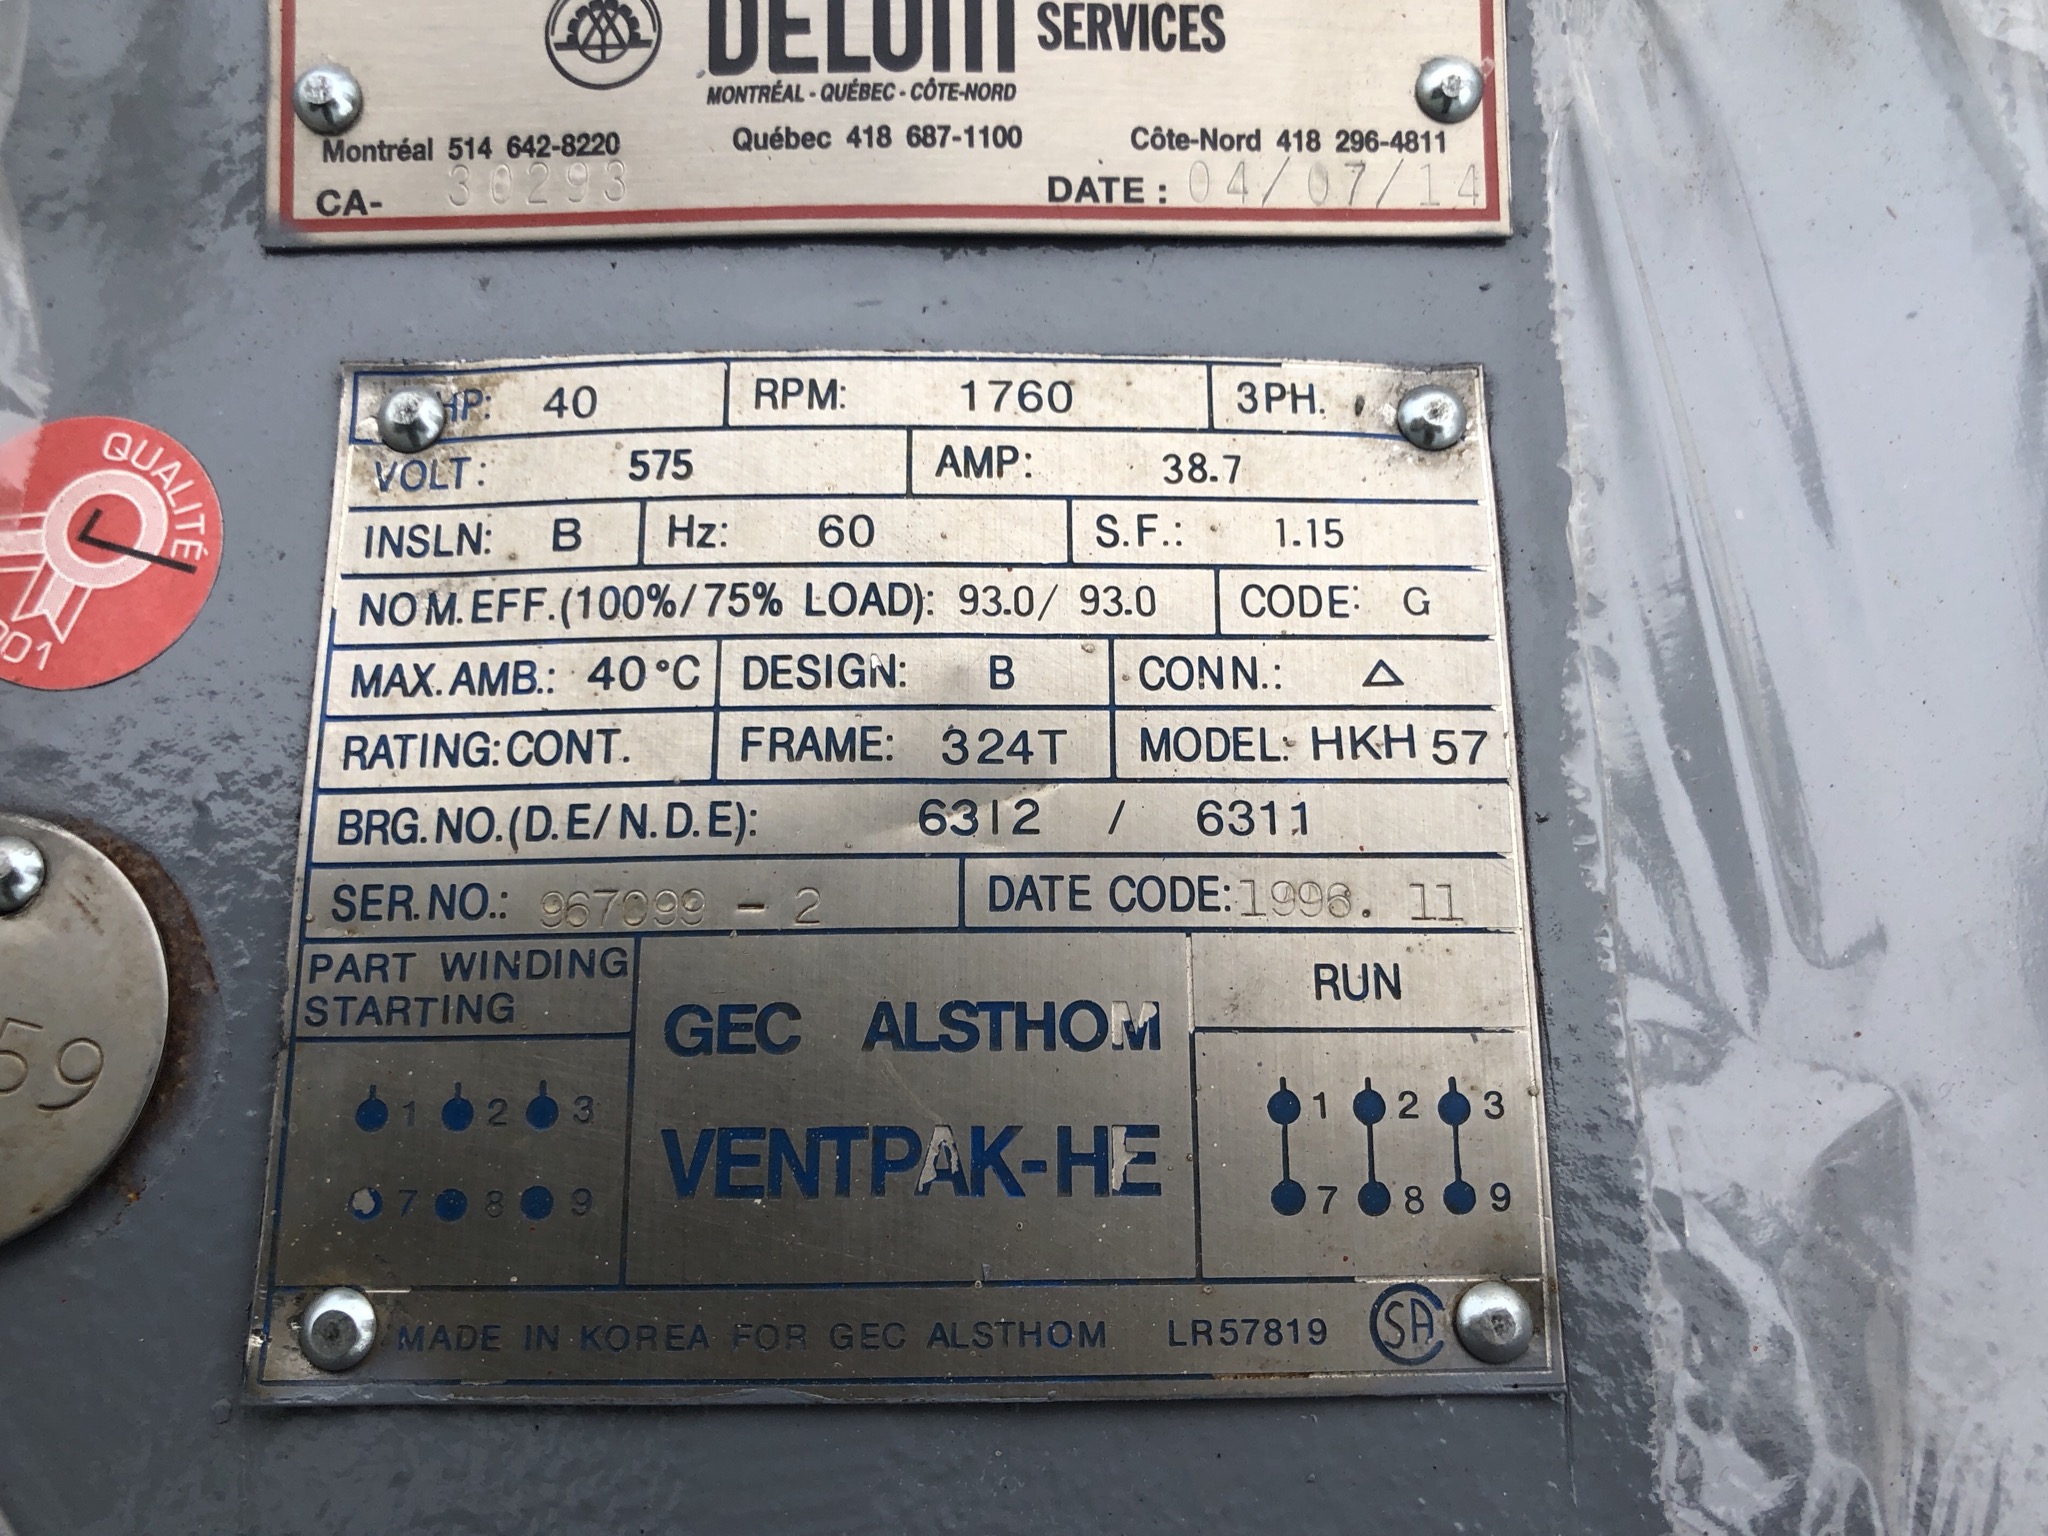 DELOM SERVICES
MONTRÉAL - QUÉBEC - CÔTE-NORD
Montréal 514 642-8220 Québec 418 687-1100 Côte-Nord 418 296-4811
CA- 30293 DATE : 04/07/14
QUALITÉ
HP: 40 RPM: 1760 3PH.
VOLT: 575 AMP: 38.7
INSLN: B Hz: 60 S.F.: 1.15
NOM.EFF.(100%/75% LOAD): 93.0/ 93.0 CODE: G
MAX.AMB.: 40°C DESIGN: B CONN.: △
RATING:CONT. FRAME: 324T MODEL: HKH 57
BRG.NO.(D.E/N.D.E): 6312 / 6311
SER.NO.: 967099 - 2 DATE CODE: 1996. 11
PART WINDING
STARTING
1 2 3
7 8 9
GEC ALSTHOM
VENTPAK-HE
RUN
1 2 3
7 8 9
MADE IN KOREA FOR GEC ALSTHOM LR57819 CSA
59